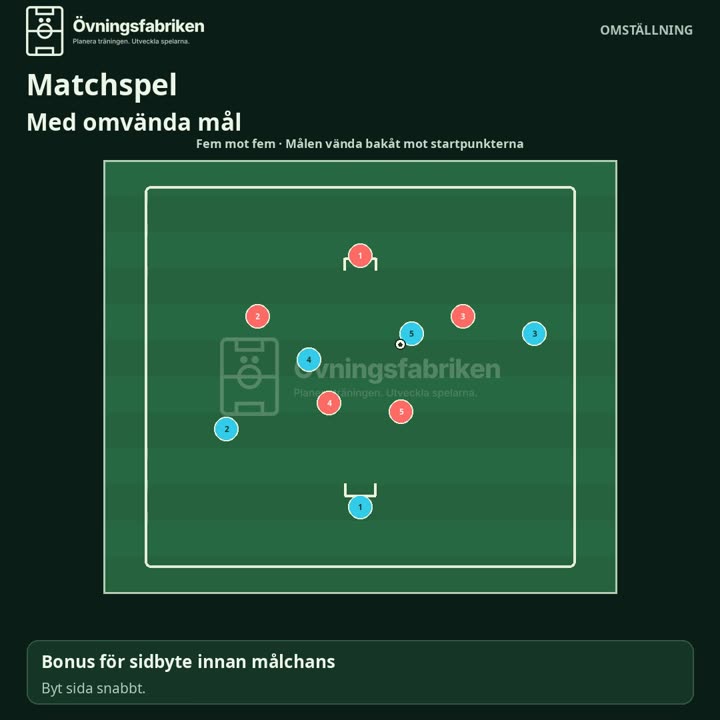 Övningsfabriken
Planera träningen. Utveckla spelarna.
OMSTÄLLNING
Matchspel
Med omvända mål
Fem mot fem · Målen vända bakåt mot startpunkterna
1
2
3
5
3
4
Övningsfabriken
Planera träningen. Utveckla spelarna.
4
5
2
1
Bonus för sidbyte innan målchans
Byt sida snabbt.